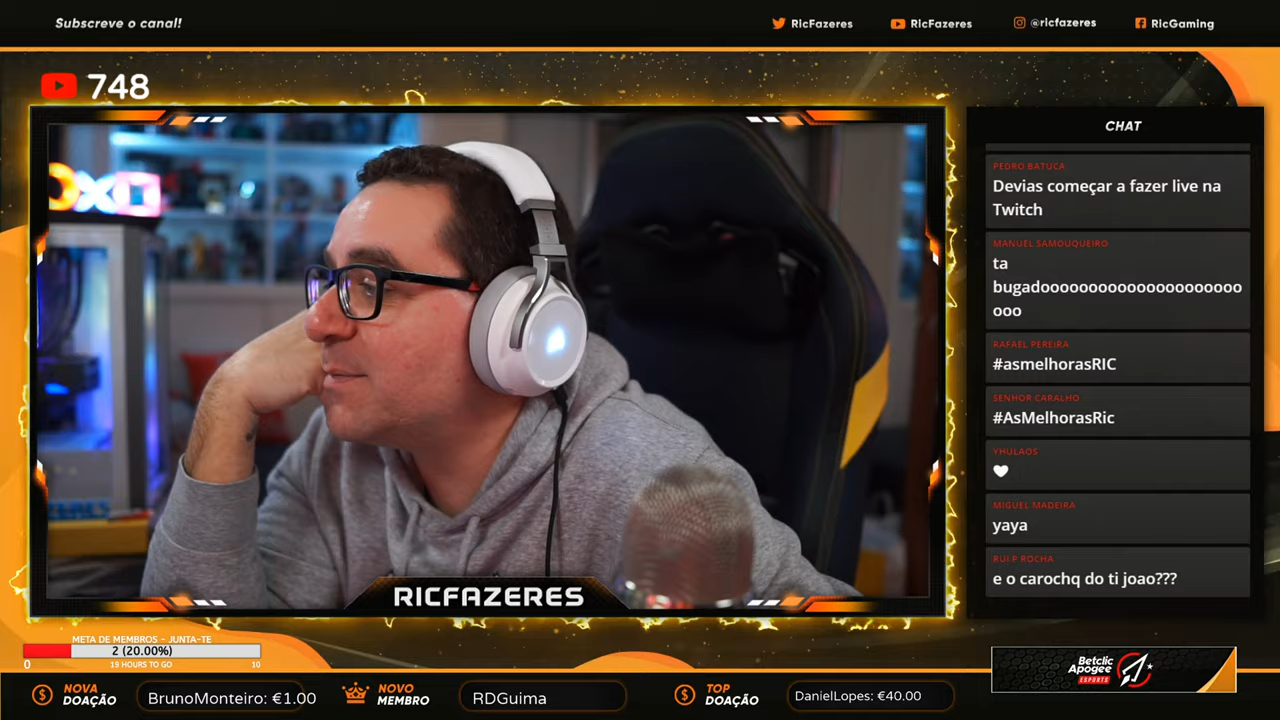 Subscreve o canal!
RicFazeres
RicFazeres
@ricfazeres
RicGaming
748
CHAT
PEDRO BATUCA
Devias começar a fazer live na
Twitch
MANUEL SAMOUQUEIRO
ta
bugadooooooooooooooooooooo
ooo
RAFAEL PEREIRA
#asmelhorasRIC
SENHOR CARALHO
#AsMelhorasRic
YHULAOS
MIGUEL MADEIRA
yaya
RUI P ROCHA
e o carochq do ti joao???
RICFAZERES
META DE MEMBROS - JUNTA-TE
2 (20.00%)
0
19 HOURS TO GO
10
NOVA
DOAÇÃO
BrunoMonteiro: €1.00
NOVO
MEMBRO
RDGuima
TOP
DOAÇÃO
DanielLopes: €40.00
Betclic
Apogee
ESPORTS